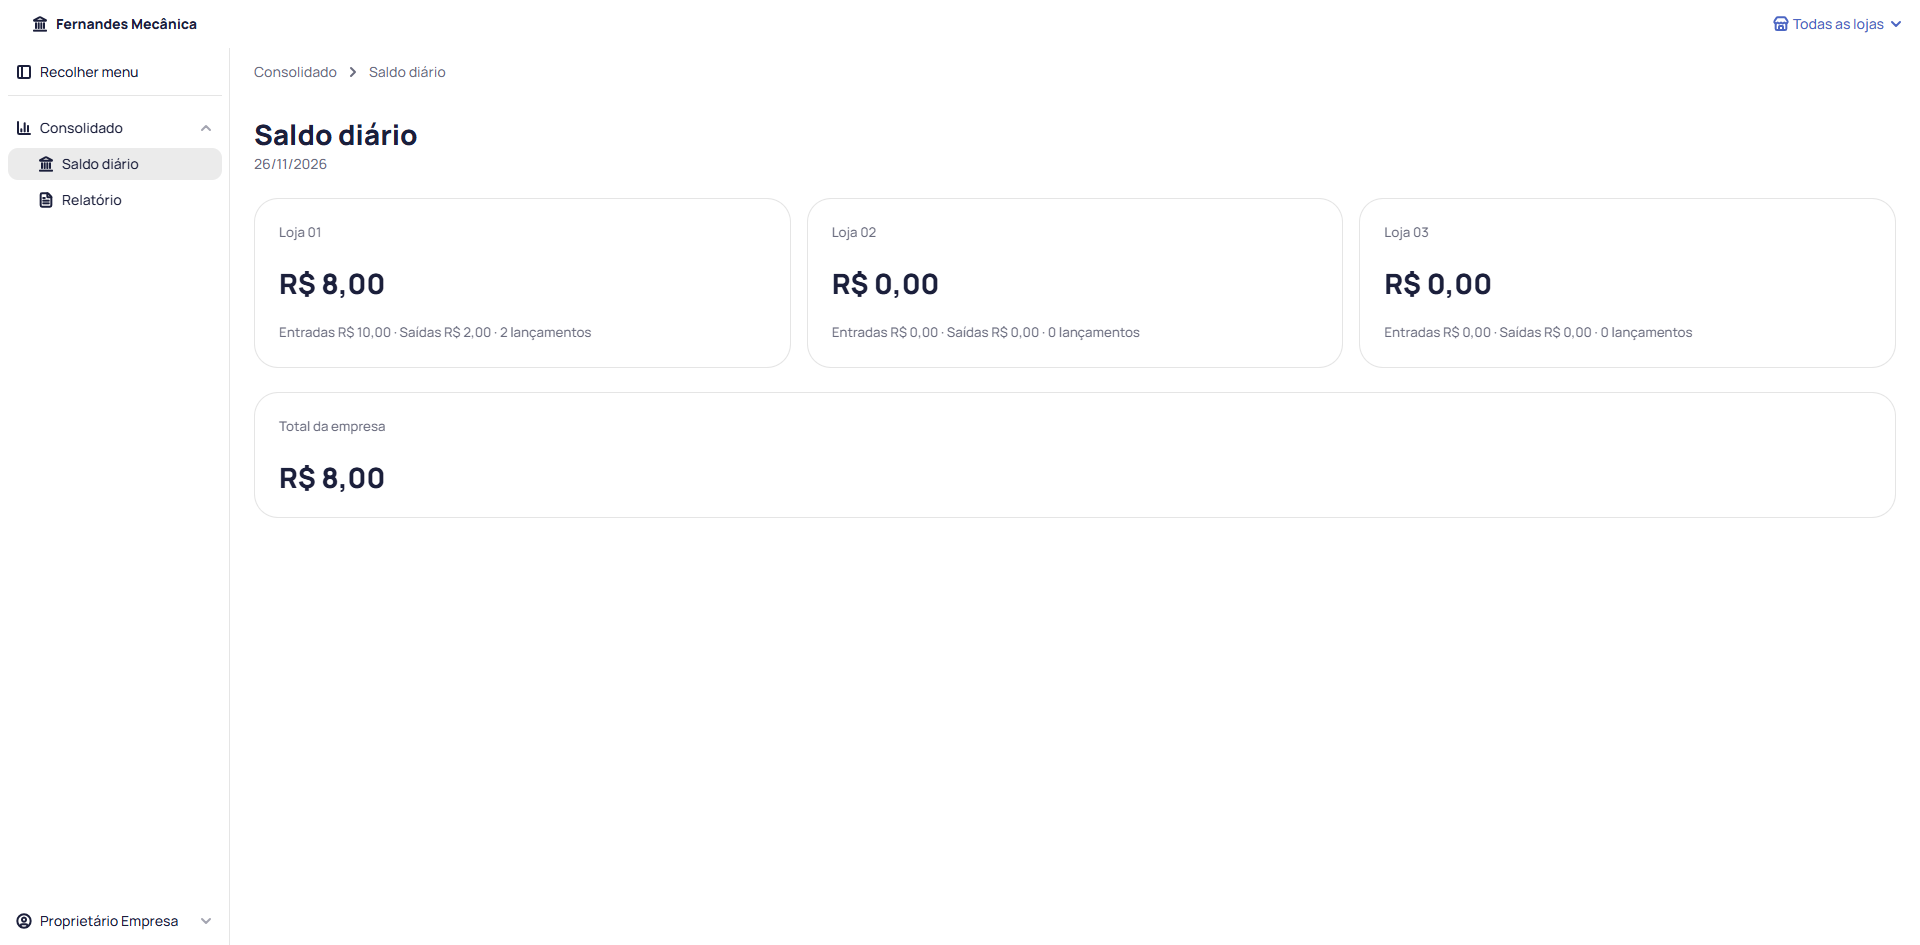 Fernandes Mecânica
Todas as lojas
Recolher menu
Consolidado
Saldo diário
Relatório
Consolidado > Saldo diário
Saldo diário
26/11/2026
Loja 01
R$ 8,00
Entradas R$ 10,00 · Saídas R$ 2,00 · 2 lançamentos
Loja 02
R$ 0,00
Entradas R$ 0,00 · Saídas R$ 0,00 · 0 lançamentos
Loja 03
R$ 0,00
Entradas R$ 0,00 · Saídas R$ 0,00 · 0 lançamentos
Total da empresa
R$ 8,00
Proprietário Empresa